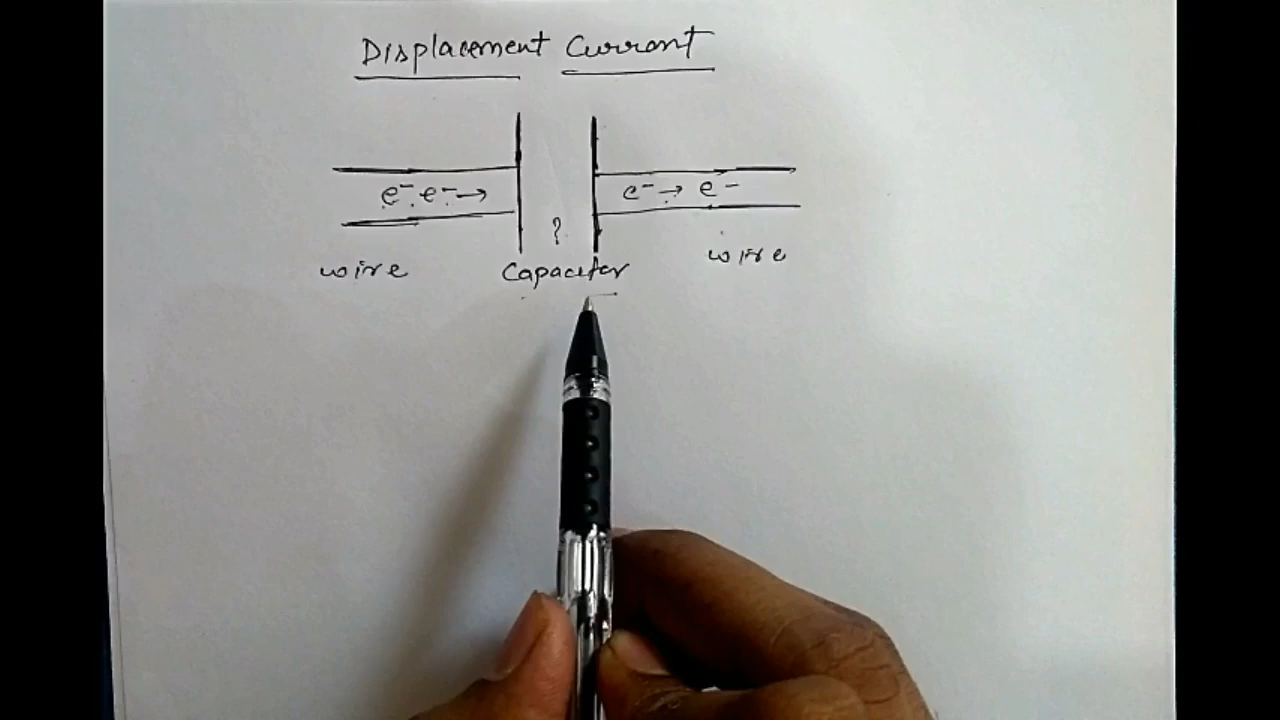 Displacement Current
e⁻ e⁻ → e⁻ → e⁻
?
wire Capacitor wire